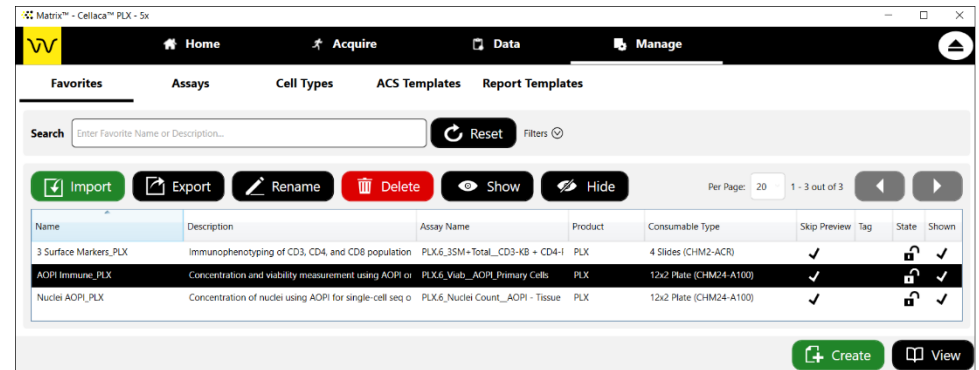 Matrix™ - Cellaca™ PLX - 5x
Home Acquire Data Manage
Favorites Assays Cell Types ACS Templates Report Templates
Search Enter Favorite Name or Description... Reset Filters
Import Export Rename Delete Show Hide Per Page: 20 1 - 3 out of 3
Name Description Assay Name Product Consumable Type Skip Preview Tag State Shown
3 Surface Markers_PLX Immunophenotyping of CD3, CD4, and CD8 population PLX.6_3SM+Total__CD3-KB + CD4-I PLX 4 Slides (CHM2-ACR)
AOPI Immune_PLX Concentration and viability measurement using AOPI or PLX.6_Viab__AOPI_Primary Cells PLX 12x2 Plate (CHM24-A100)
Nuclei AOPI_PLX Concentration of nuclei using AOPI for single-cell seq o PLX.6_Nuclei Count__AOPI - Tissue PLX 12x2 Plate (CHM24-A100)
Create View